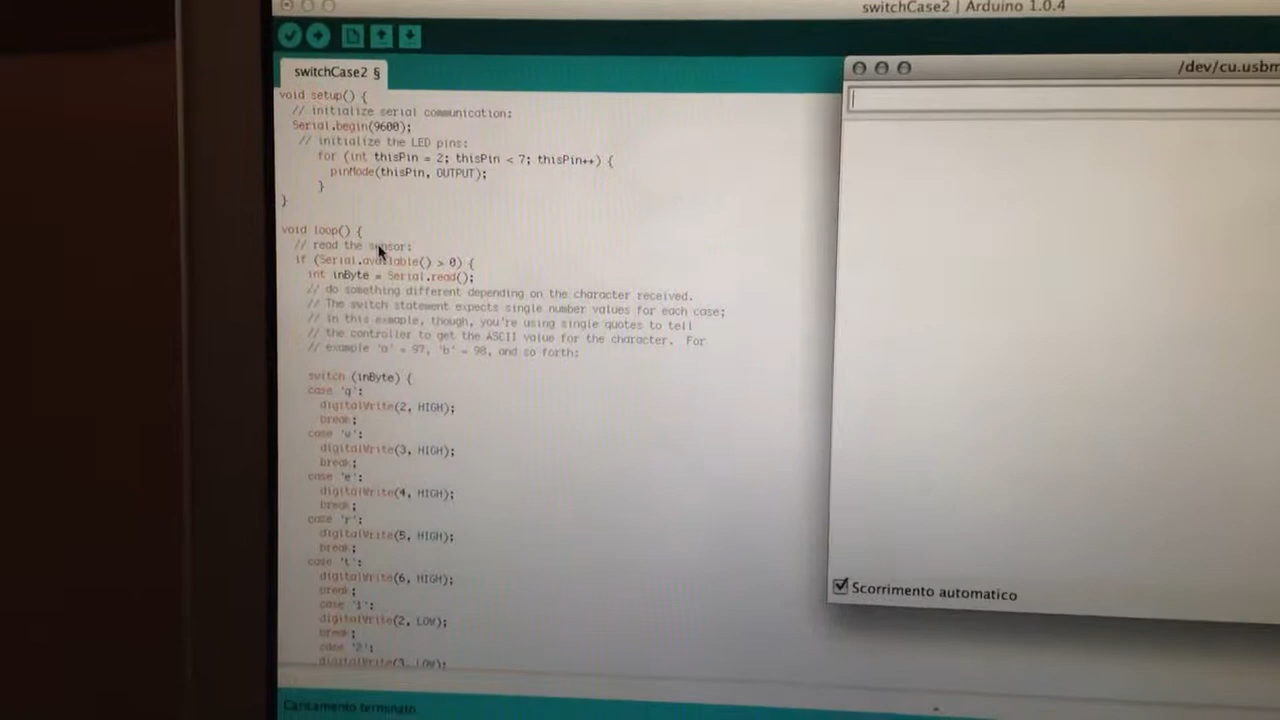 switchCase2 | Arduino 1.0.4
switchCase2 §
void setup() {
// initialize serial communication:
Serial.begin(9600);
// initialize the LED pins:
for (int thisPin = 2; thisPin < 7; thisPin++) {
pinMode(thisPin, OUTPUT);
}
}
void loop() {
// read the sensor:
if (Serial.available() > 0) {
int inByte = Serial.read();
// do something different depending on the character received.
// The switch statement expects single number values for each case;
// in this exmaple, though, you're using single quotes to tell
// the controller to get the ASCII value for the character.  For
// example 'a' = 97, 'b' = 98, and so forth:
switch (inByte) {
case 'q':
digitalWrite(2, HIGH);
break;
case 'w':
digitalWrite(3, HIGH);
break;
case 'e':
digitalWrite(4, HIGH);
break;
case 'r':
digitalWrite(5, HIGH);
break;
case 't':
digitalWrite(6, HIGH);
break;
case '1':
digitalWrite(2, LOW);
break;
case '2':
digitalWrite(3, LOW);
Caricamento terminato.
/dev/cu.usbm
Scorrimento automatico